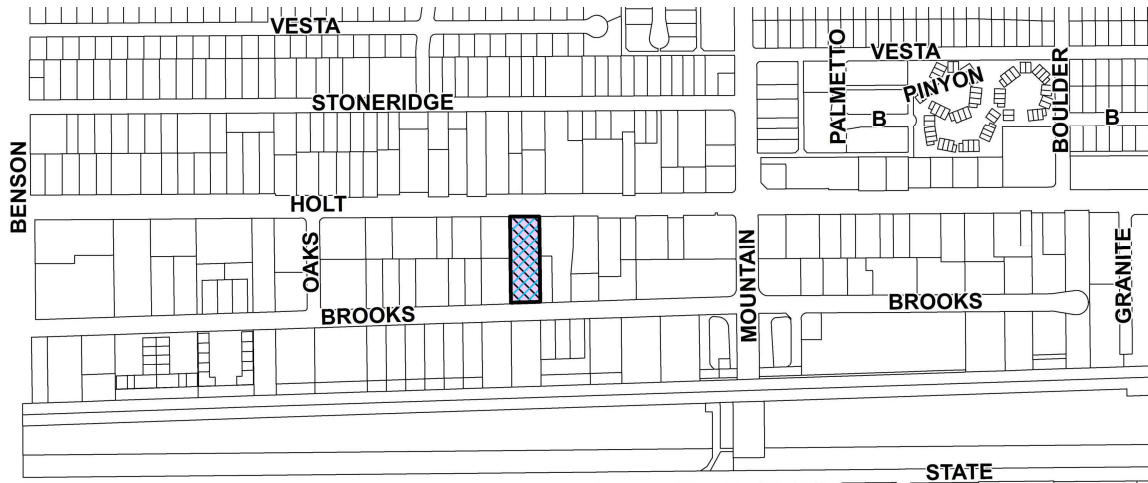 VESTA
PALMETTO
VESTA
BOULDER
PINYON
STONERIDGE
B
B
BENSON
HOLT
OAKS
MOUNTAIN
GRANITE
BROOKS
BROOKS
STATE